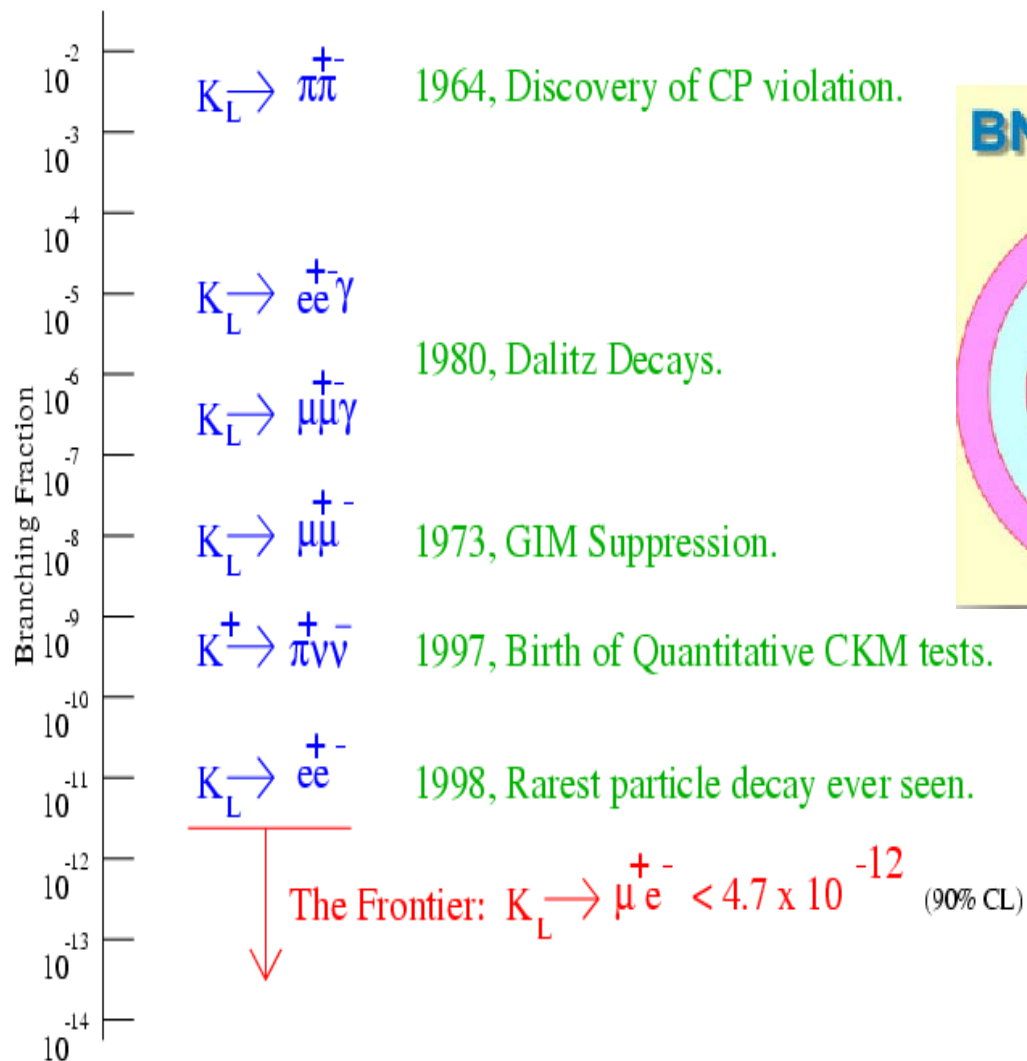 10⁻²
K_L → π⁺π⁻ 1964, Discovery of CP violation.
BN
10⁻³
10⁻⁴
K_L → e⁺e⁻γ
10⁻⁵
1980, Dalitz Decays.
10⁻⁶
K_L → μ⁺μ⁻γ
10⁻⁷
Branching Fraction
K_L → μ⁺μ⁻ 1973, GIM Suppression.
10⁻⁸
10⁻⁹
K⁺ → π⁺νν̄ 1997, Birth of Quantitative CKM tests.
10⁻¹⁰
K_L → e⁺e⁻ 1998, Rarest particle decay ever seen.
10⁻¹¹
10⁻¹²
The Frontier: K_L → μ⁺e⁻ < 4.7 x 10⁻¹² (90% CL)
10⁻¹³
10⁻¹⁴